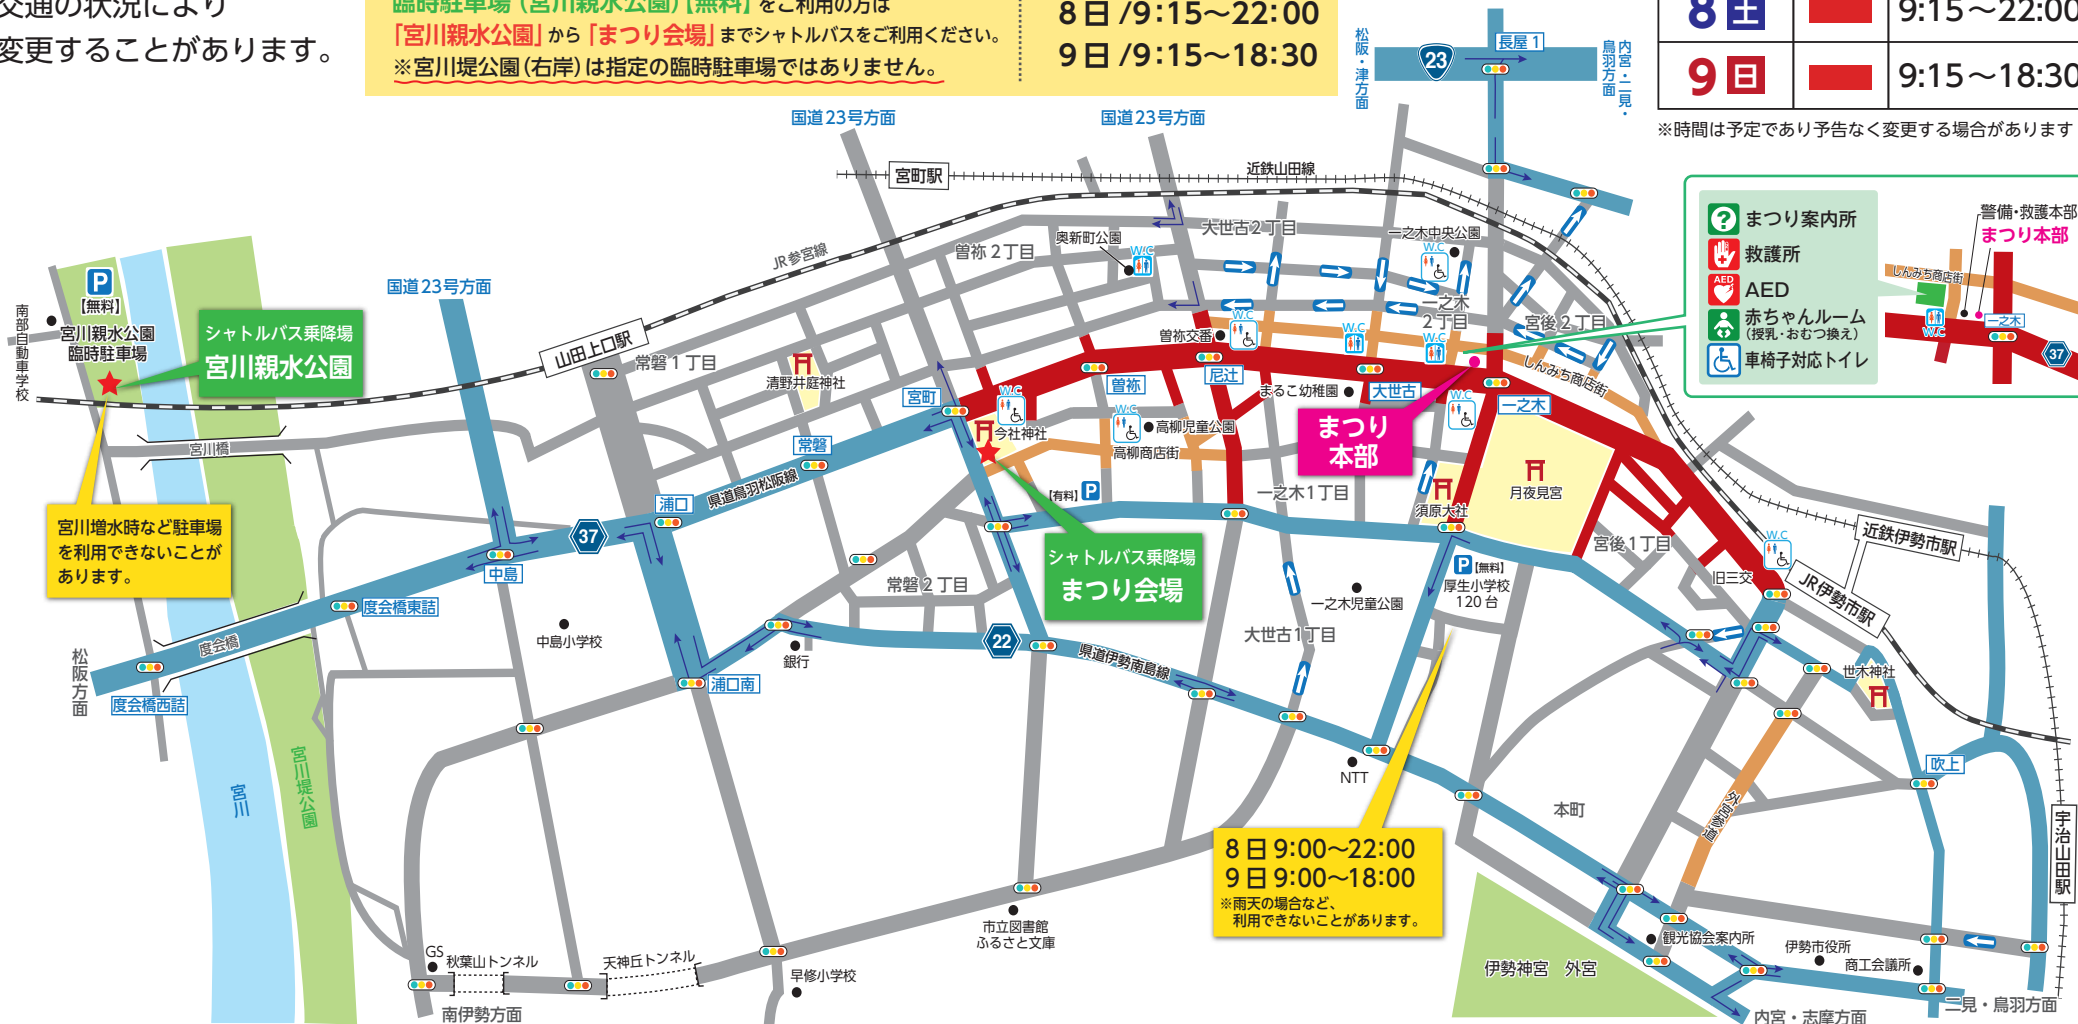 交通の状況により
変更することがあります。
臨時駐車場（宮川親水公園）【無料】をご利用の方は
「宮川親水公園」から「まつり会場」までシャトルバスをご利用ください。
※宮川堤公園（右岸）は指定の臨時駐車場ではありません。
8日/9:15～22:00
9日/9:15～18:30
8 土 9:15～22:00
9 日 9:15～18:30
※時間は予定であり予告なく変更する場合があります
松阪・津方面
23
長屋1
内宮・二見・
鳥羽方面
国道23号方面
国道23号方面
宮町駅
近鉄山田線
まつり案内所
救護所
AED
AED
赤ちゃんルーム
（授乳・おむつ換え）
車椅子対応トイレ
警備・救護本部
まつり本部
しんみち商店街
W.C
一之木
37
P
【無料】
宮川親水公園
臨時駐車場
南部自動車学校
シャトルバス乗降場
宮川親水公園
国道23号方面
JR参宮線
山田上口駅
曽祢2丁目
奥新町公園
W.C
大世古2丁目
一之木中央公園
W.C
一之木
2丁目
宮後2丁目
常磐1丁目
清野井庭神社
曽祢交番
W.C
W.C
W.C
しんみち商店街
宮町
曽祢
尼辻
まるこ幼稚園
大世古
一之木
W.C
今社神社
W.C
高柳児童公園
高柳商店街
W.C
まつり
本部
宮川橋
常磐
県道鳥羽松阪線
浦口
37
【有料】P
一之木1丁目
須原大社
月夜見宮
宮後1丁目
W.C
近鉄伊勢市駅
JR伊勢市駅
旧三交
宮川増水時など駐車場
を利用できないことが
あります。
中島
シャトルバス乗降場
まつり会場
常磐2丁目
P【無料】
厚生小学校
120台
一之木児童公園
大世古1丁目
度会橋東詰
度会橋
度会橋西詰
松阪方面
中島小学校
銀行
22
県道伊勢南島線
浦口南
世木神社
宮川
宮川堤公園
NTT
本町
外宮参道
吹上
宇治山田駅
8日 9:00～22:00
9日 9:00～18:00
※雨天の場合など、
利用できないことがあります。
市立図書館
ふるさと文庫
GS
秋葉山トンネル
天神丘トンネル
早修小学校
南伊勢方面
伊勢神宮 外宮
観光協会案内所
伊勢市役所
商工会議所
二見・鳥羽方面
内宮・志摩方面